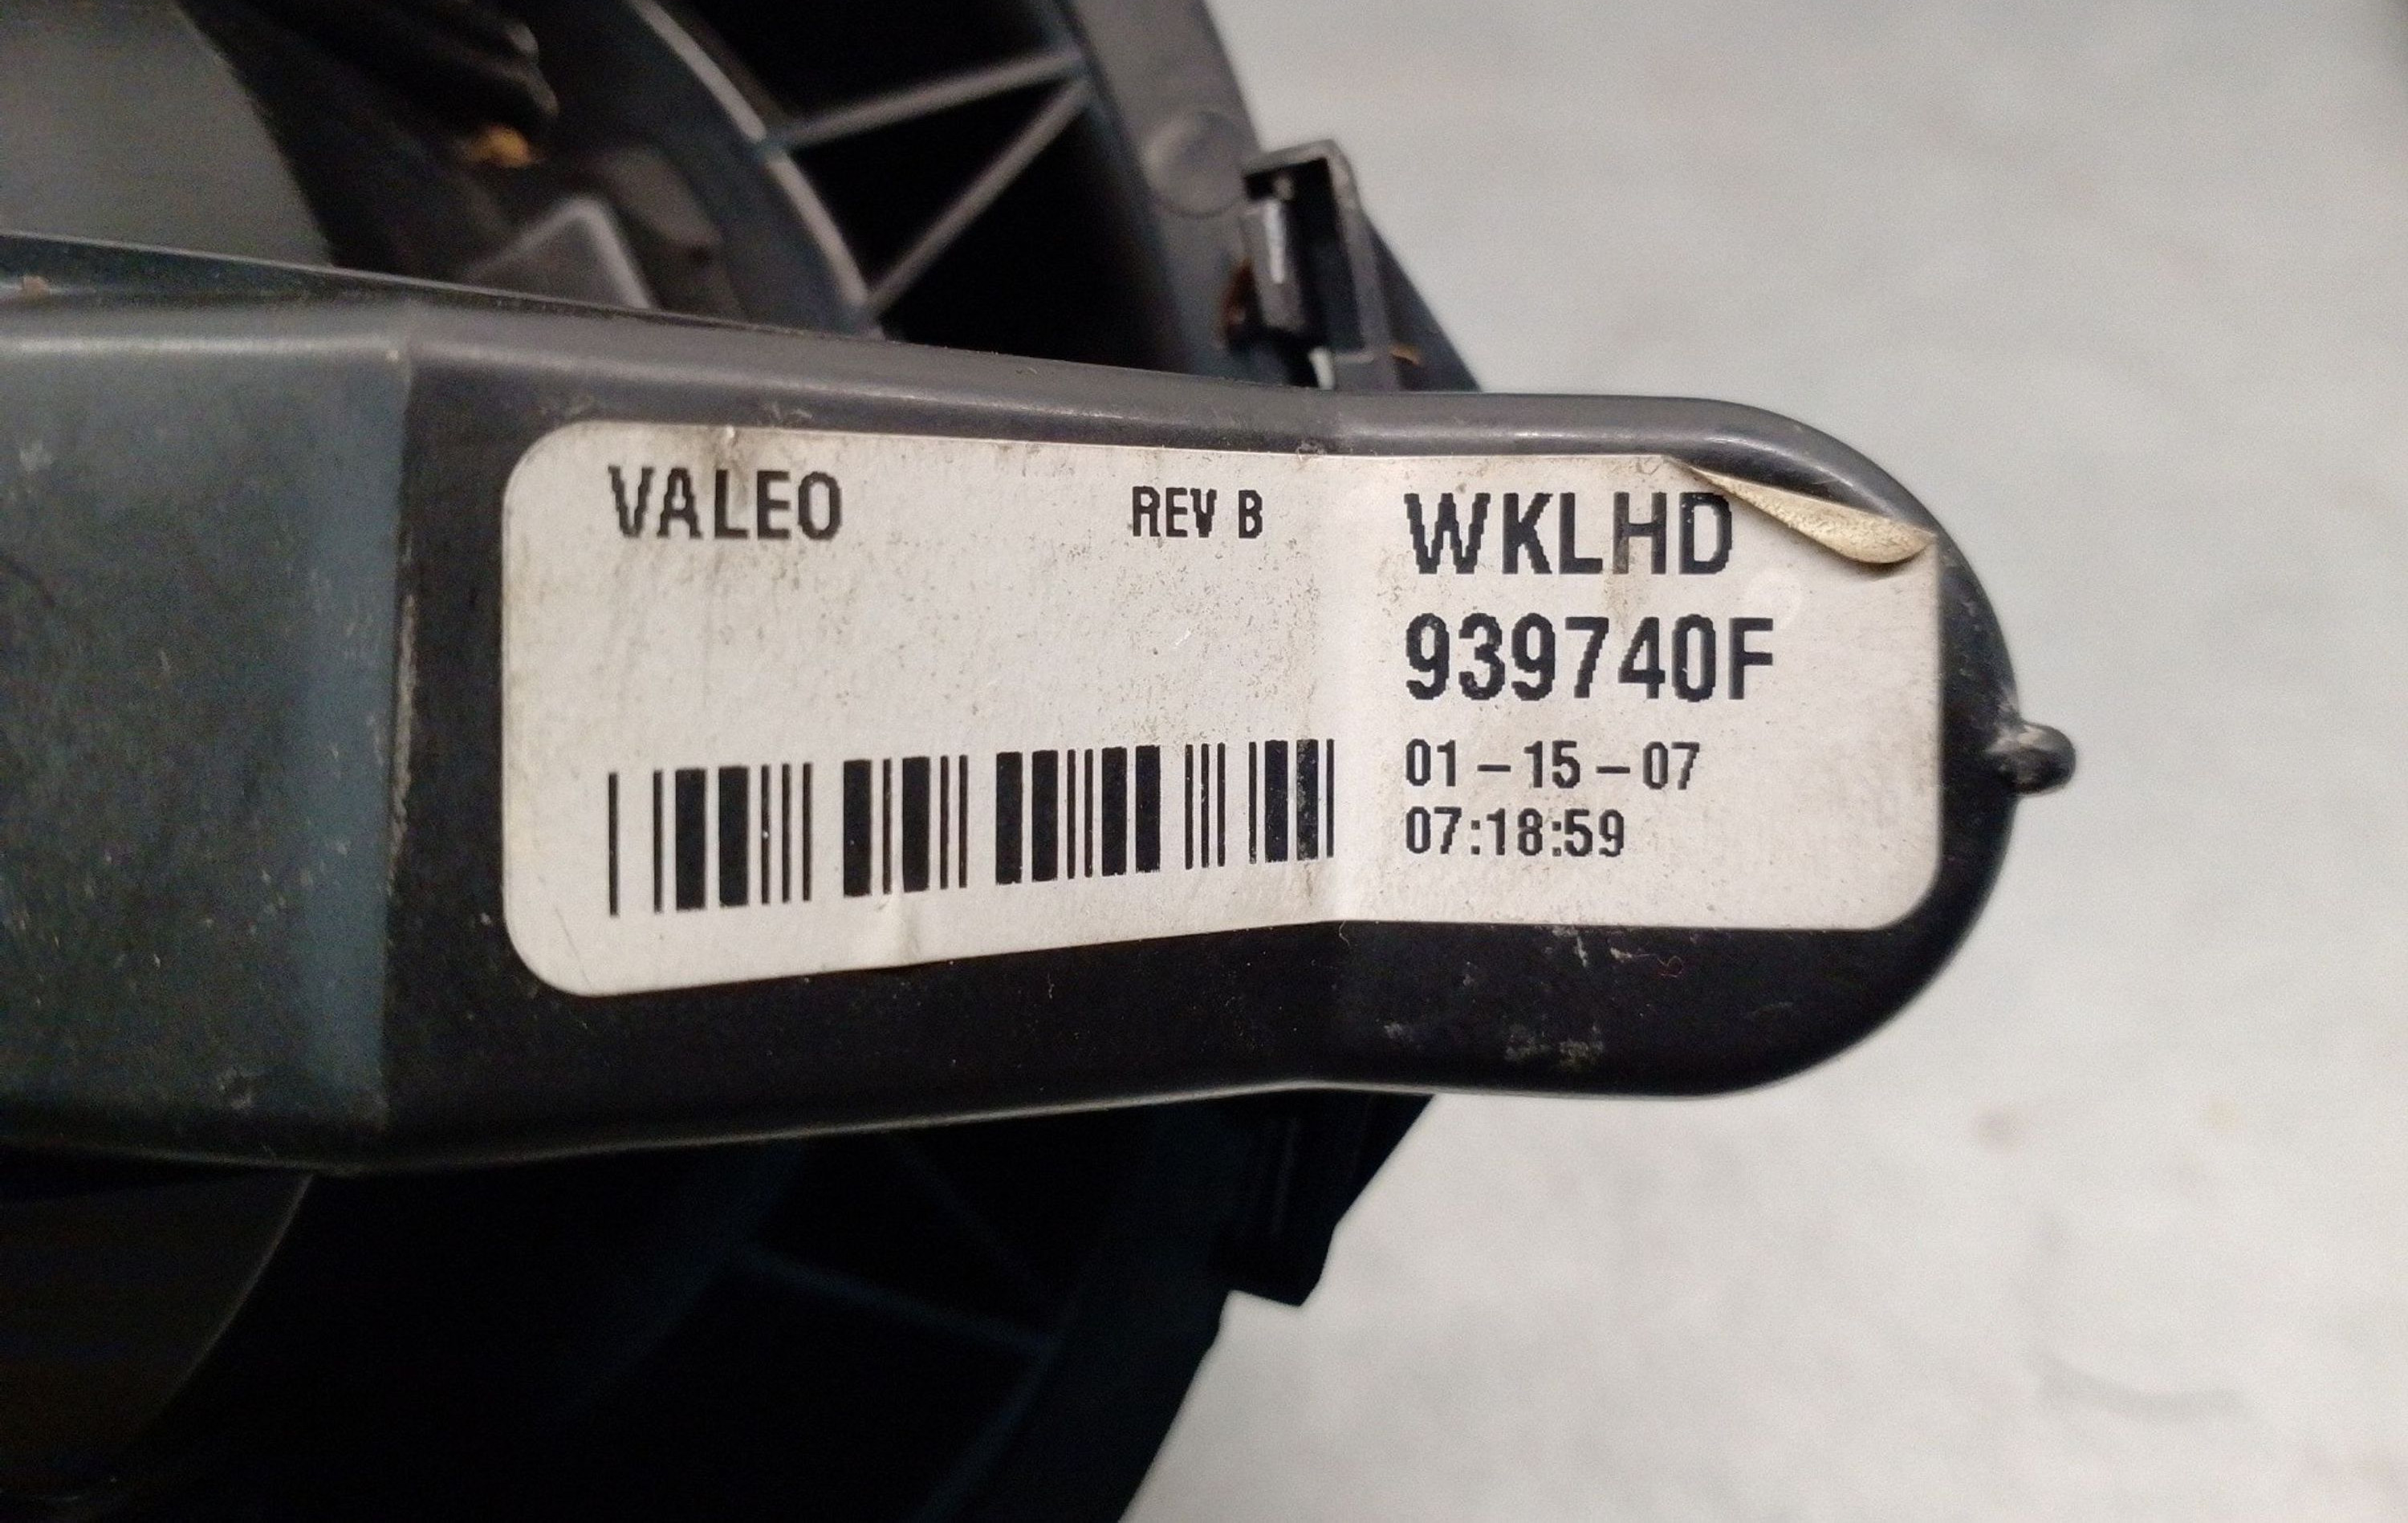 VALEO REV B
WKLHD
939740F
01-15-07
07:18:59